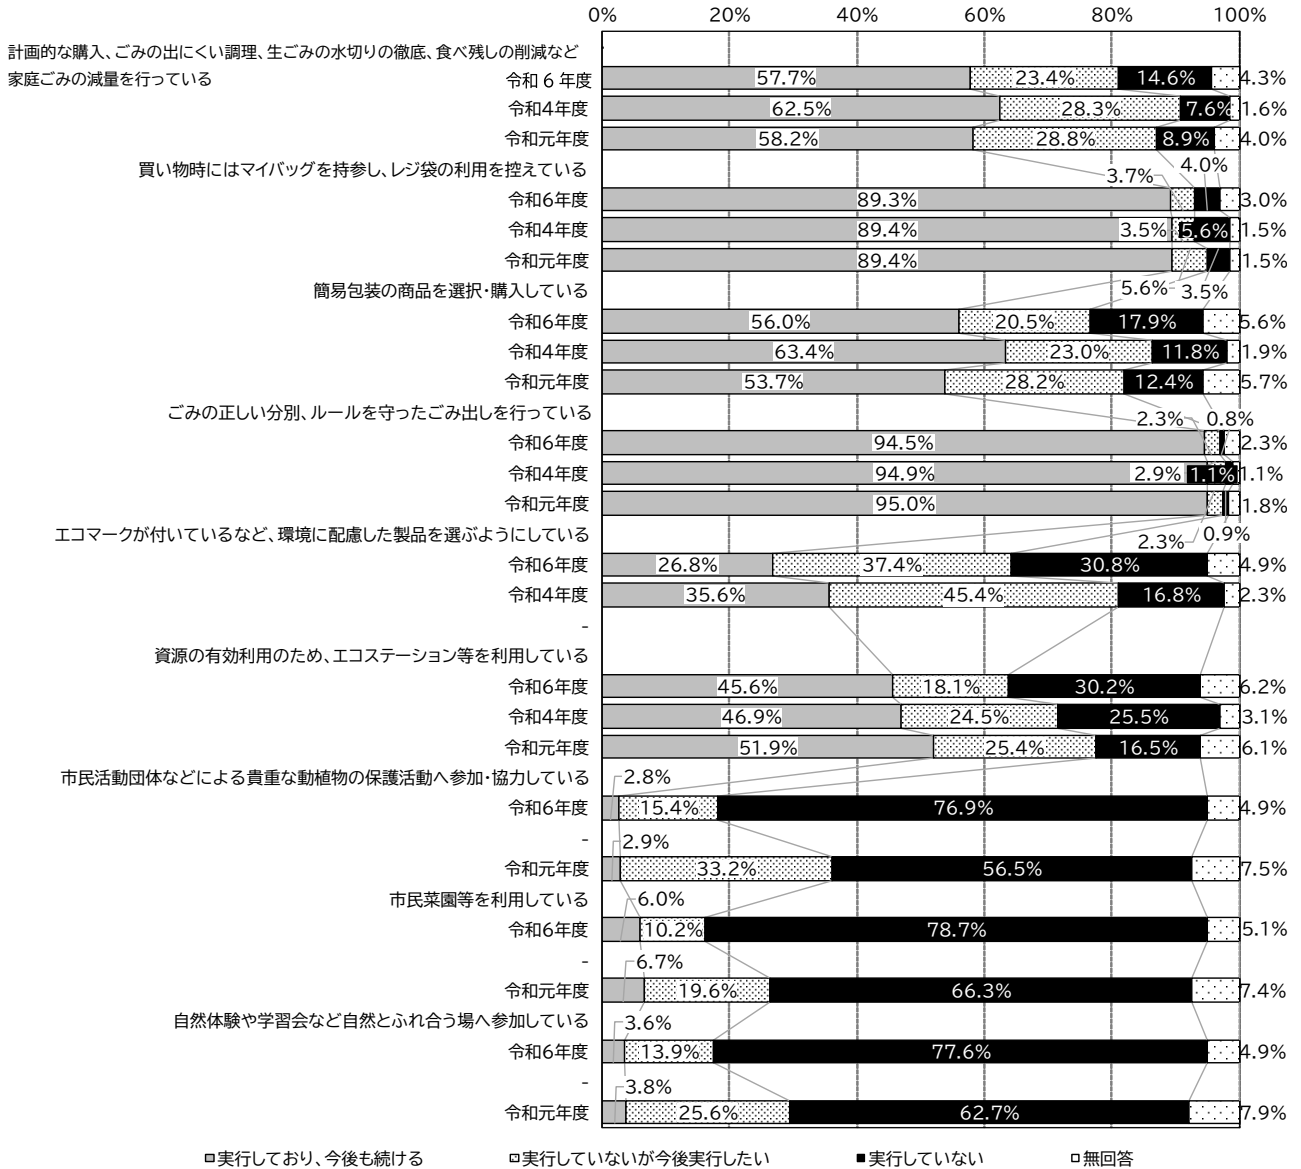 0% 20% 40% 60% 80% 100%
計画的な購入、ごみの出にくい調理、生ごみの水切りの徹底、食べ残しの削減など
家庭ごみの減量を行っている
令和６年度 57.7% 23.4% 14.6% 4.3%
令和4年度 62.5% 28.3% 7.6% 1.6%
令和元年度 58.2% 28.8% 8.9% 4.0%
買い物時にはマイバッグを持参し、レジ袋の利用を控えている 3.7% 4.0%
令和6年度 89.3% 3.0%
令和4年度 89.4% 3.5% 5.6% 1.5%
令和元年度 89.4% 1.5%
簡易包装の商品を選択・購入している 5.6% 3.5%
令和6年度 56.0% 20.5% 17.9% 5.6%
令和4年度 63.4% 23.0% 11.8% 1.9%
令和元年度 53.7% 28.2% 12.4% 5.7%
ごみの正しい分別、ルールを守ったごみ出しを行っている 2.3% 0.8%
令和6年度 94.5% 2.3%
令和4年度 94.9% 2.9% 1.1% 1.1%
令和元年度 95.0% 1.8%
エコマークが付いているなど、環境に配慮した製品を選ぶようにしている 2.3% 0.9%
令和6年度 26.8% 37.4% 30.8% 4.9%
令和4年度 35.6% 45.4% 16.8% 2.3%
-
資源の有効利用のため、エコステーション等を利用している
令和6年度 45.6% 18.1% 30.2% 6.2%
令和4年度 46.9% 24.5% 25.5% 3.1%
令和元年度 51.9% 25.4% 16.5% 6.1%
市民活動団体などによる貴重な動植物の保護活動へ参加・協力している 2.8%
令和6年度 15.4% 76.9% 4.9%
- 2.9%
令和元年度 33.2% 56.5% 7.5%
市民菜園等を利用している 6.0%
令和6年度 10.2% 78.7% 5.1%
- 6.7%
令和元年度 19.6% 66.3% 7.4%
自然体験や学習会など自然とふれ合う場へ参加している 3.6%
令和6年度 13.9% 77.6% 4.9%
- 3.8%
令和元年度 25.6% 62.7% 7.9%
実行しており、今後も続ける 実行していないが今後実行したい 実行していない 無回答